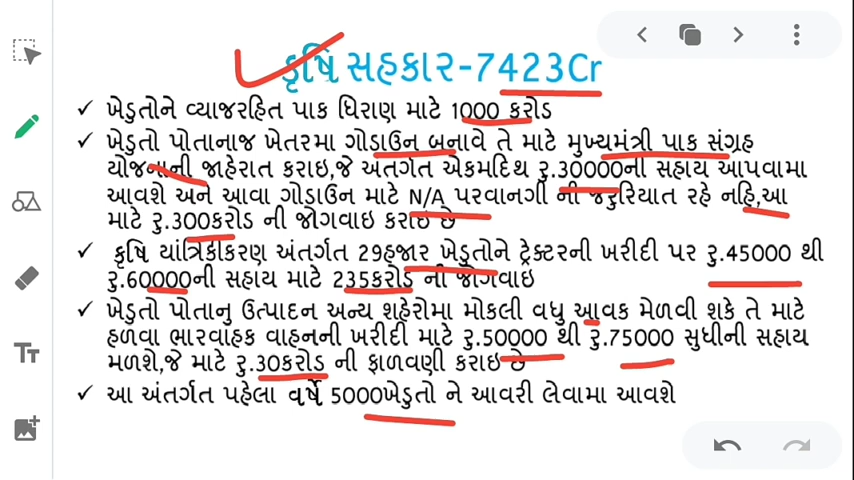 કૃષિ સહકાર-7423Cr
✓ ખેડુતોને વ્યાજરહિત પાક ધિરાણ માટે 1000 કરોડ
✓ ખેડુતો પોતાનાજ ખેતરમા ગોડાઉન બનાવે તે માટે મુખ્યમંત્રી પાક સંગ્રહ
યોજનાની જાહેરાત કરાઇ,જે અંતર્ગત એકમદિથ રુ.30000ની સહાય આપવામા
આવશે અને આવા ગોડાઉન માટે N/A પરવાનગી ની જરુરિયાત રહે નહિ,આ
માટે રુ.300કરોડ ની જોગવાઇ કરાઈ છે
✓ કૃષિ યાંત્રિકીકરણ અંતર્ગત 29હજાર ખેડુતોને ટ્રેક્ટરની ખરીદી પર રુ.45000 થી
રુ.60000ની સહાય માટે 235કરોડ ની જોગવાઇ
✓ ખેડુતો પોતાનુ ઉત્પાદન અન્ય શહેરોમા મોકલી વધુ આવક મેળવી શકે તે માટે
હળવા ભારવાહક વાહનની ખરીદી માટે રુ.50000 થી રુ.75000 સુધીની સહાય
મળશે,જે માટે રુ.30કરોડ ની ફાળવણી કરાઇ છે
✓ આ અંતર્ગત પહેલા વર્ષે 5000ખેડુતો ને આવરી લેવામા આવશે
Tт